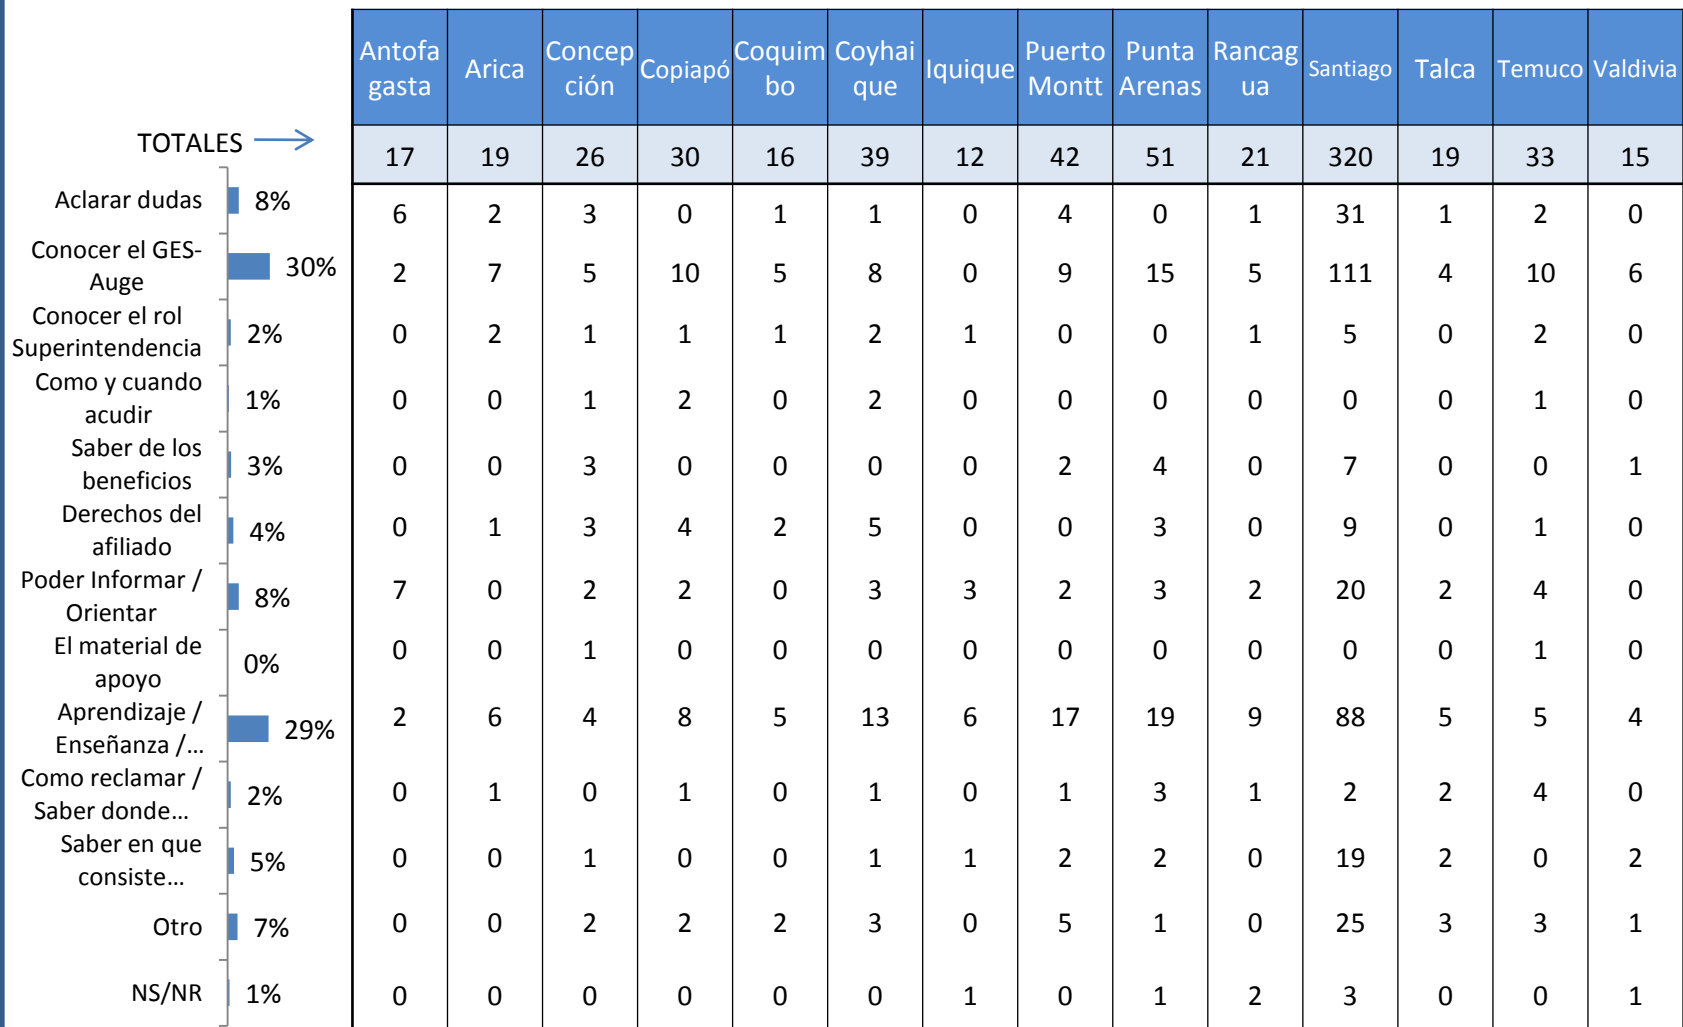 Antofa gasta Arica Concep ción Copiapó Coquim bo Coyhai que Iquique Puerto Montt Punta Arenas Rancag ua Santiago Talca Temuco Valdivia
TOTALES 17 19 26 30 16 39 12 42 51 21 320 19 33 15
Aclarar dudas 8% 6 2 3 0 1 1 0 4 0 1 31 1 2 0
Conocer el GES-
Auge 30% 2 7 5 10 5 8 0 9 15 5 111 4 10 6
Conocer el rol
Superintendencia 2% 0 2 1 1 1 2 1 0 0 1 5 0 2 0
Como y cuando
acudir 1% 0 0 1 2 0 2 0 0 0 0 0 0 1 0
Saber de los
beneficios 3% 0 0 3 0 0 0 0 2 4 0 7 0 0 1
Derechos del
afiliado 4% 0 1 3 4 2 5 0 0 3 0 9 0 1 0
Poder Informar /
Orientar 8% 7 0 2 2 0 3 3 2 3 2 20 2 4 0
El material de
apoyo 0% 0 0 1 0 0 0 0 0 0 0 0 0 1 0
Aprendizaje /
Enseñanza /... 29% 2 6 4 8 5 13 6 17 19 9 88 5 5 4
Como reclamar /
Saber donde... 2% 0 1 0 1 0 1 0 1 3 1 2 2 4 0
Saber en que
consiste... 5% 0 0 1 0 0 1 1 2 2 0 19 2 0 2
Otro 7% 0 0 2 2 2 3 0 5 1 0 25 3 3 1
NS/NR 1% 0 0 0 0 0 0 1 0 1 2 3 0 0 1